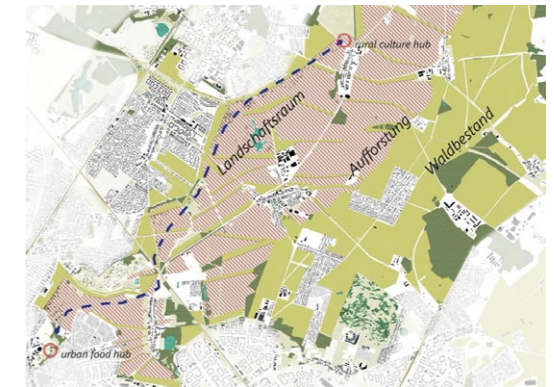 rural culture hub
Landschaftsraum
Aufforstung
Waldbestand
urban food hub